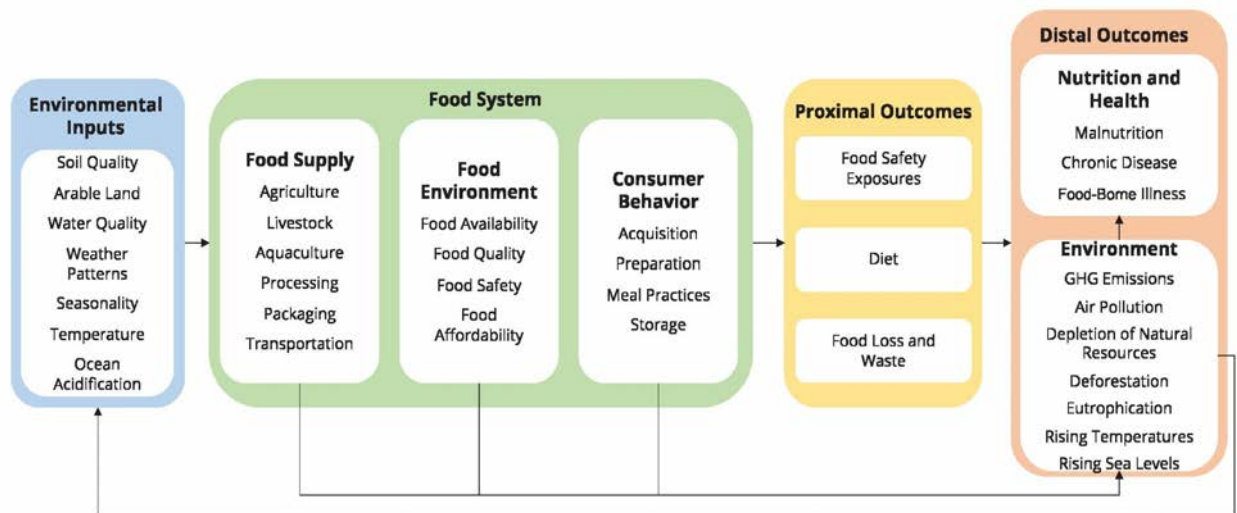 Environmental
Inputs
Soil Quality
Arable Land
Water Quality
Weather
Patterns
Seasonality
Temperature
Ocean
Acidification
Food System
Food Supply
Agriculture
Livestock
Aquaculture
Processing
Packaging
Transportation
Food
Environment
Food Availability
Food Quality
Food Safety
Food
Affordability
Consumer
Behavior
Acquisition
Preparation
Meal Practices
Storage
Proximal Outcomes
Food Safety
Exposures
Diet
Food Loss and
Waste
Distal Outcomes
Nutrition and
Health
Malnutrition
Chronic Disease
Food-Borne Illness
Environment
GHG Emissions
Air Pollution
Depletion of Natural
Resources
Deforestation
Eutrophication
Rising Temperatures
Rising Sea Levels